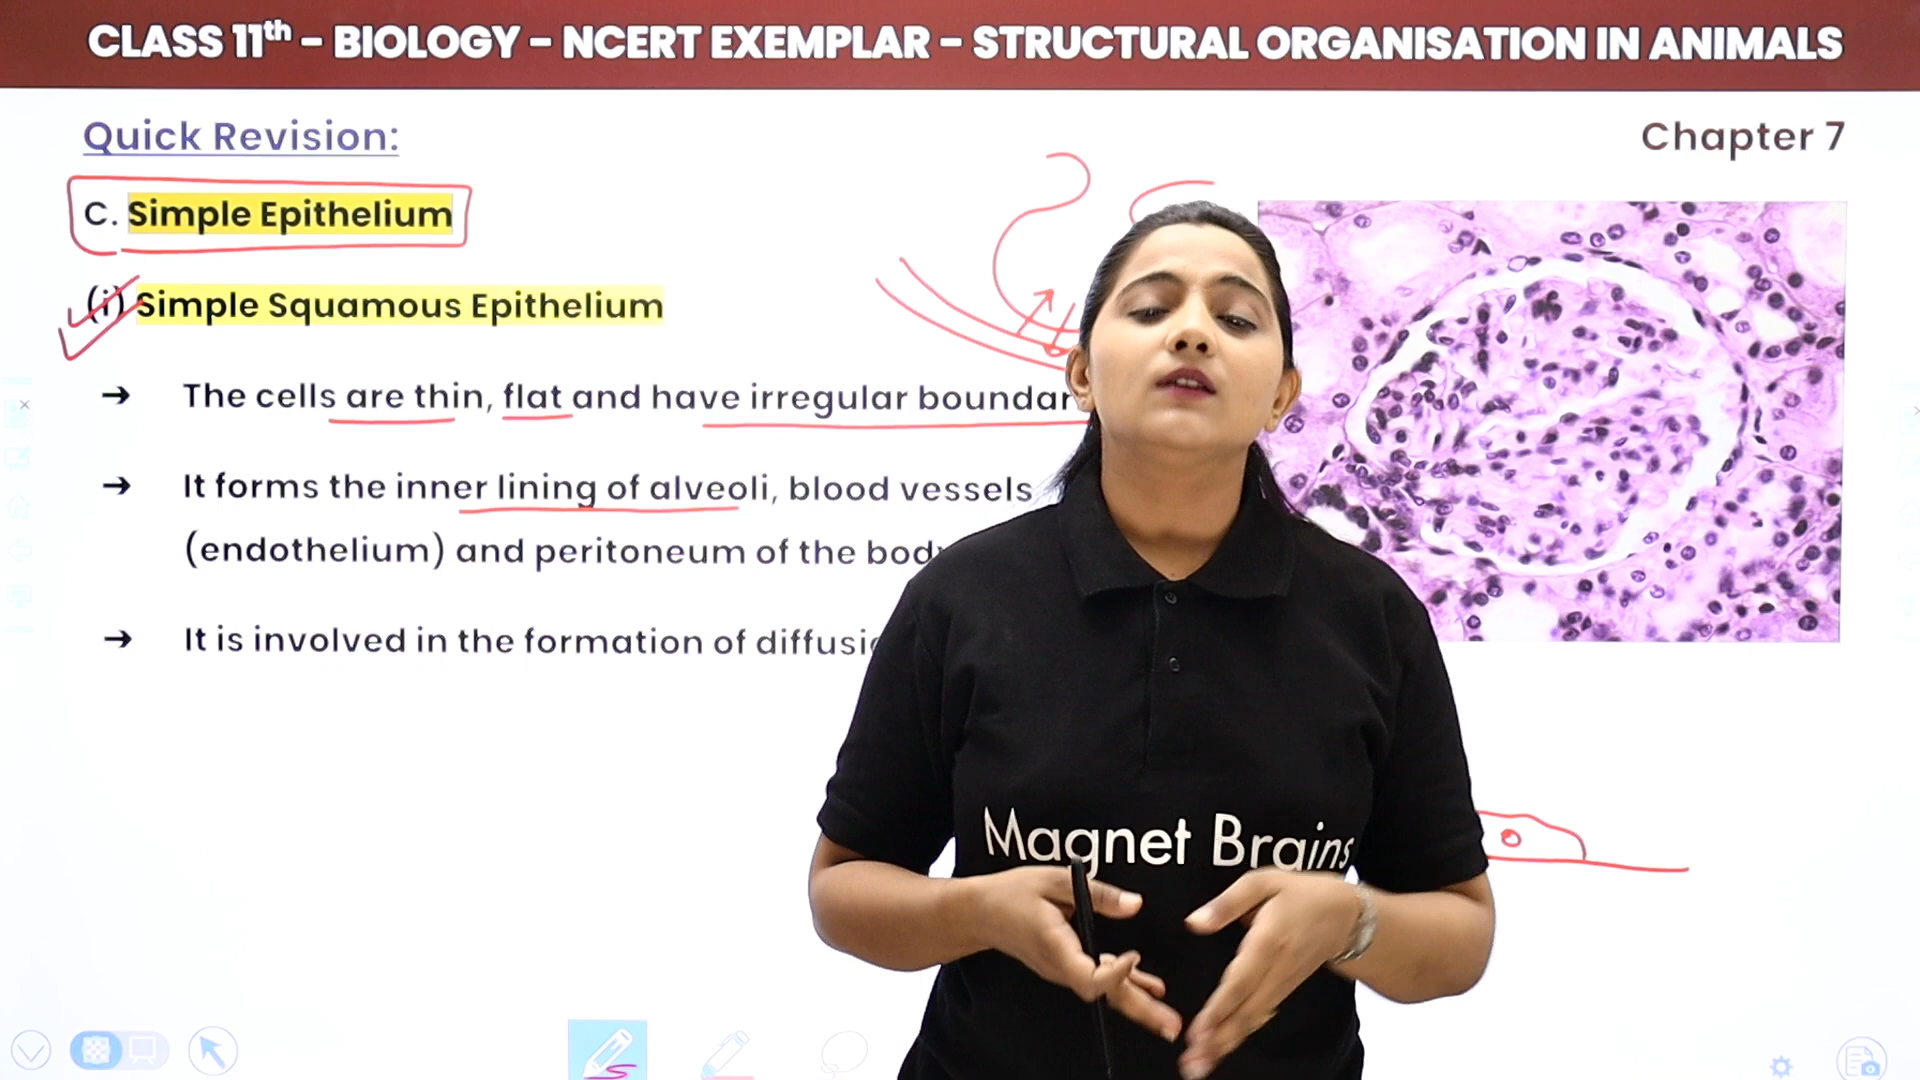 CLASS 11th - BIOLOGY - NCERT EXEMPLAR - STRUCTURAL ORGANISATION IN ANIMALS
Quick Revision:
Chapter 7
C. Simple Epithelium
(i) Simple Squamous Epithelium
→ The cells are thin, flat and have irregular boundar
→ It forms the inner lining of alveoli, blood vessels
(endothelium) and peritoneum of the body
→ It is involved in the formation of diffusi
Magnet Brains